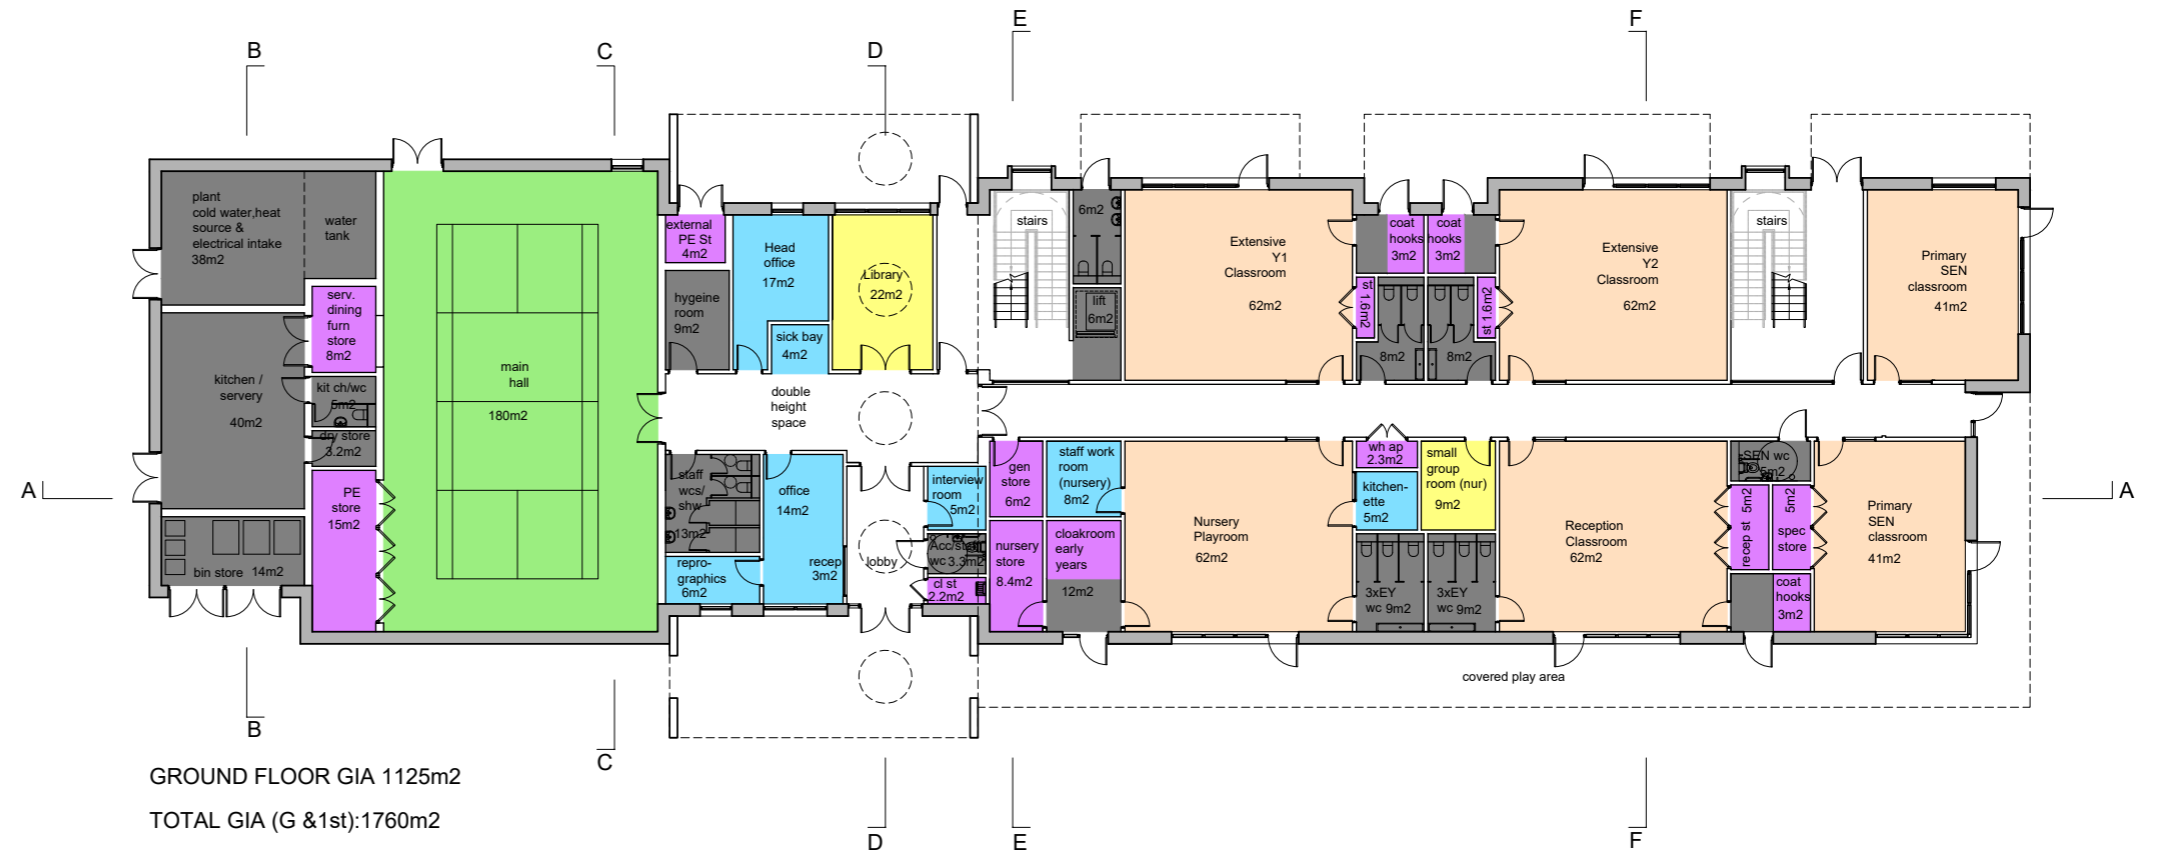 B
C
D
E
F
plant
cold water,heat
source &
electrical intake
38m2
water
tank
serv.
dining
furn
store
8m2
kitchen /
servery
40m2
kit ch/wc
5m2
dry store
3.2m2
PE
store
15m2
bin store 14m2
main
hall
180m2
external
PE St
4m2
hygeine
room
9m2
Head
office
17m2
sick bay
4m2
Library
22m2
double
height
space
staff
wcs/
shw
13m2
office
14m2
recep
3m2
repro-
graphics
6m2
lobby
interview
room
5m2
Acc/staff
wc 3.3m2
cl st
2.2m2
stairs
6m2
lift
6m2
Extensive
Y1
Classroom
62m2
coat
hooks
3m2
coat
hooks
3m2
st
1.6m2
st 1.6m2
8m2
8m2
Extensive
Y2
Classroom
62m2
stairs
Primary
SEN
classroom
41m2
gen
store
6m2
staff work
room
(nursery)
8m2
nursery
store
8.4m2
cloakroom
early
years
12m2
Nursery
Playroom
62m2
wh ap
2.3m2
kitchen-
ette
5m2
small
group
room (nur)
9m2
3xEY
wc 9m2
3xEY
wc 9m2
Reception
Classroom
62m2
SEN wc
5m2
recep st 5m2
5m2
spec
store
coat
hooks
3m2
Primary
SEN
classroom
41m2
covered play area
A
A
B
C
D
E
F
GROUND FLOOR GIA 1125m2
TOTAL GIA (G &1st):1760m2